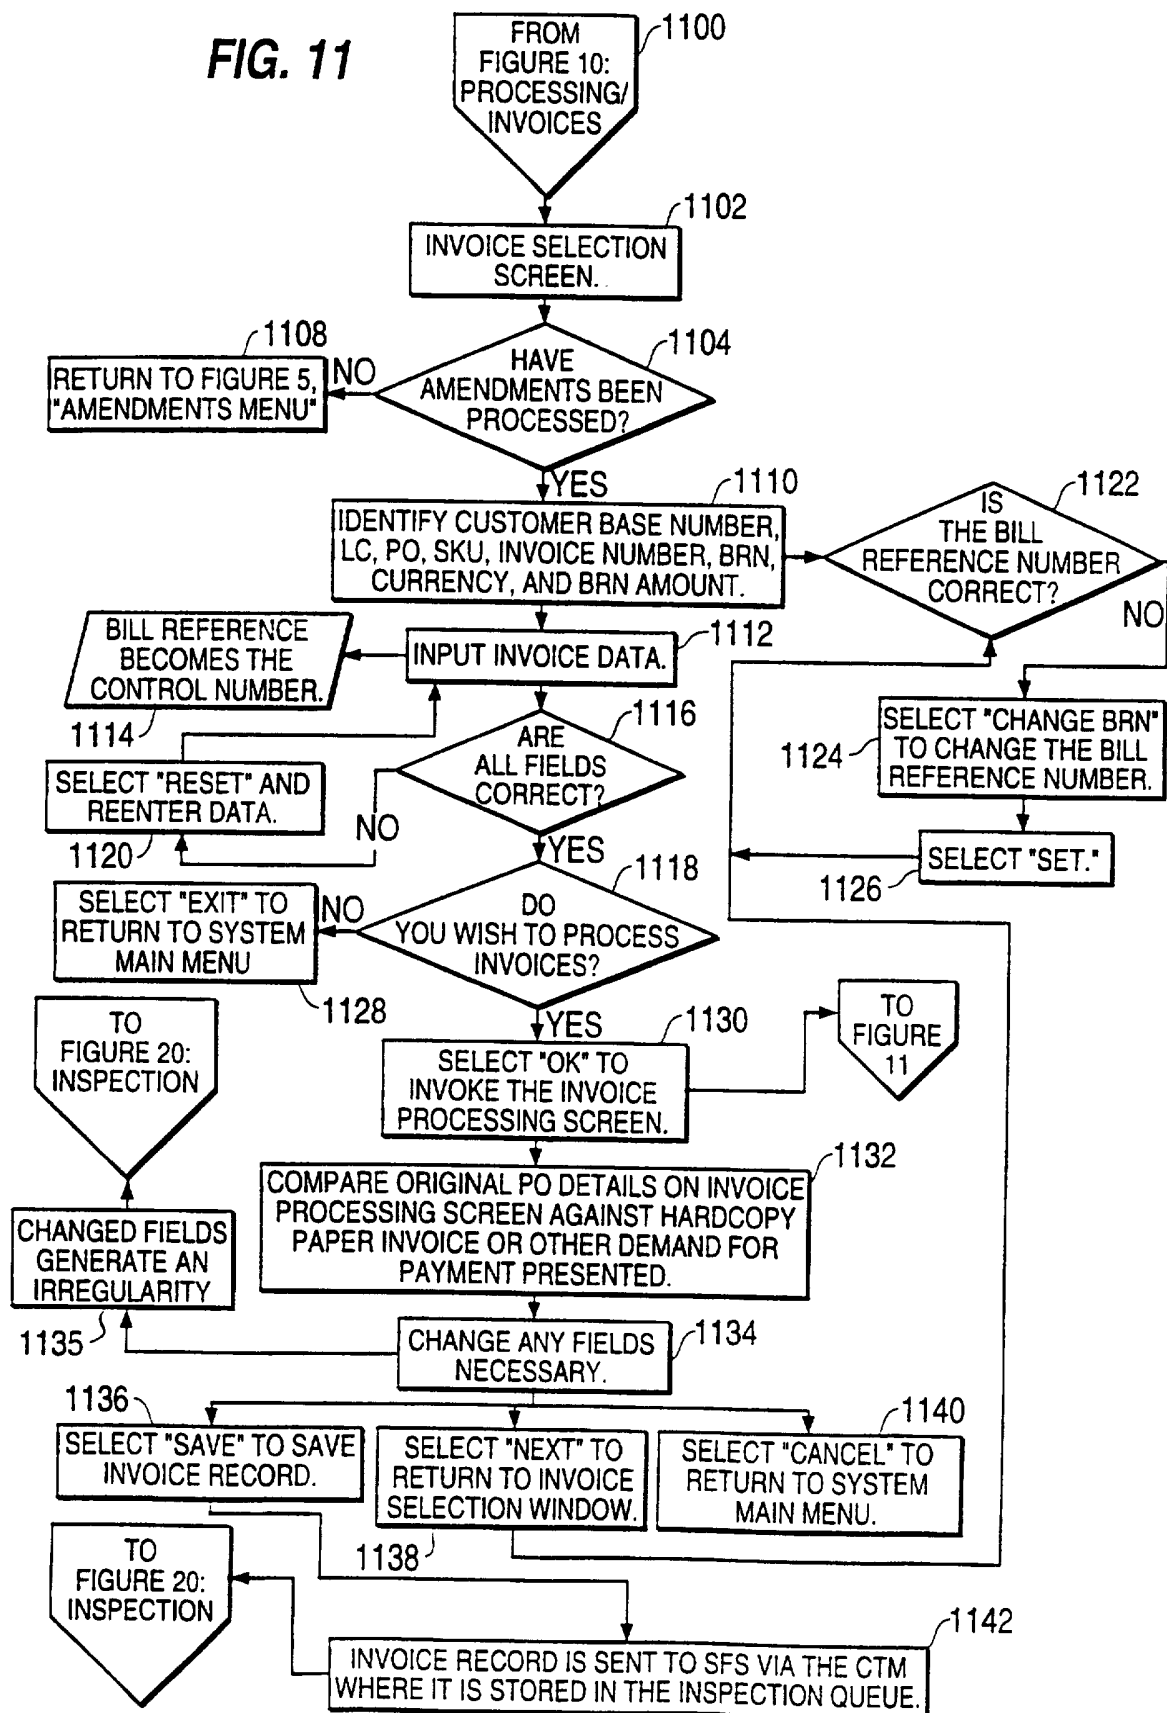 FIG. 11
FROM
FIGURE 10:
PROCESSING/
INVOICES
1100
1102
INVOICE SELECTION
SCREEN.
1104
HAVE
AMENDMENTS BEEN
PROCESSED?
NO
1108
RETURN TO FIGURE 5,
"AMENDMENTS MENU"
YES
1110
IDENTIFY CUSTOMER BASE NUMBER,
LC, PO, SKU, INVOICE NUMBER, BRN,
CURRENCY, AND BRN AMOUNT.
1122
IS
THE BILL
REFERENCE NUMBER
CORRECT?
NO
1112
INPUT INVOICE DATA.
BILL REFERENCE
BECOMES THE
CONTROL NUMBER.
1114
1116
ARE
ALL FIELDS
CORRECT?
NO
SELECT "RESET" AND
REENTER DATA.
1120
1124
SELECT "CHANGE BRN"
TO CHANGE THE BILL
REFERENCE NUMBER.
SELECT "SET."
1126
YES
1118
DO
YOU WISH TO PROCESS
INVOICES?
NO
SELECT "EXIT" TO
RETURN TO SYSTEM
MAIN MENU
1128
YES
1130
SELECT "OK" TO
INVOKE THE INVOICE
PROCESSING SCREEN.
TO
FIGURE
11
TO
FIGURE 20:
INSPECTION
1132
COMPARE ORIGINAL PO DETAILS ON INVOICE
PROCESSING SCREEN AGAINST HARDCOPY
PAPER INVOICE OR OTHER DEMAND FOR
PAYMENT PRESENTED.
CHANGED FIELDS
GENERATE AN
IRREGULARITY
1135
1134
CHANGE ANY FIELDS
NECESSARY.
1136
SELECT "SAVE" TO SAVE
INVOICE RECORD.
SELECT "NEXT" TO
RETURN TO INVOICE
SELECTION WINDOW.
1138
1140
SELECT "CANCEL" TO
RETURN TO SYSTEM
MAIN MENU.
TO
FIGURE 20:
INSPECTION
1142
INVOICE RECORD IS SENT TO SFS VIA THE CTM
WHERE IT IS STORED IN THE INSPECTION QUEUE.